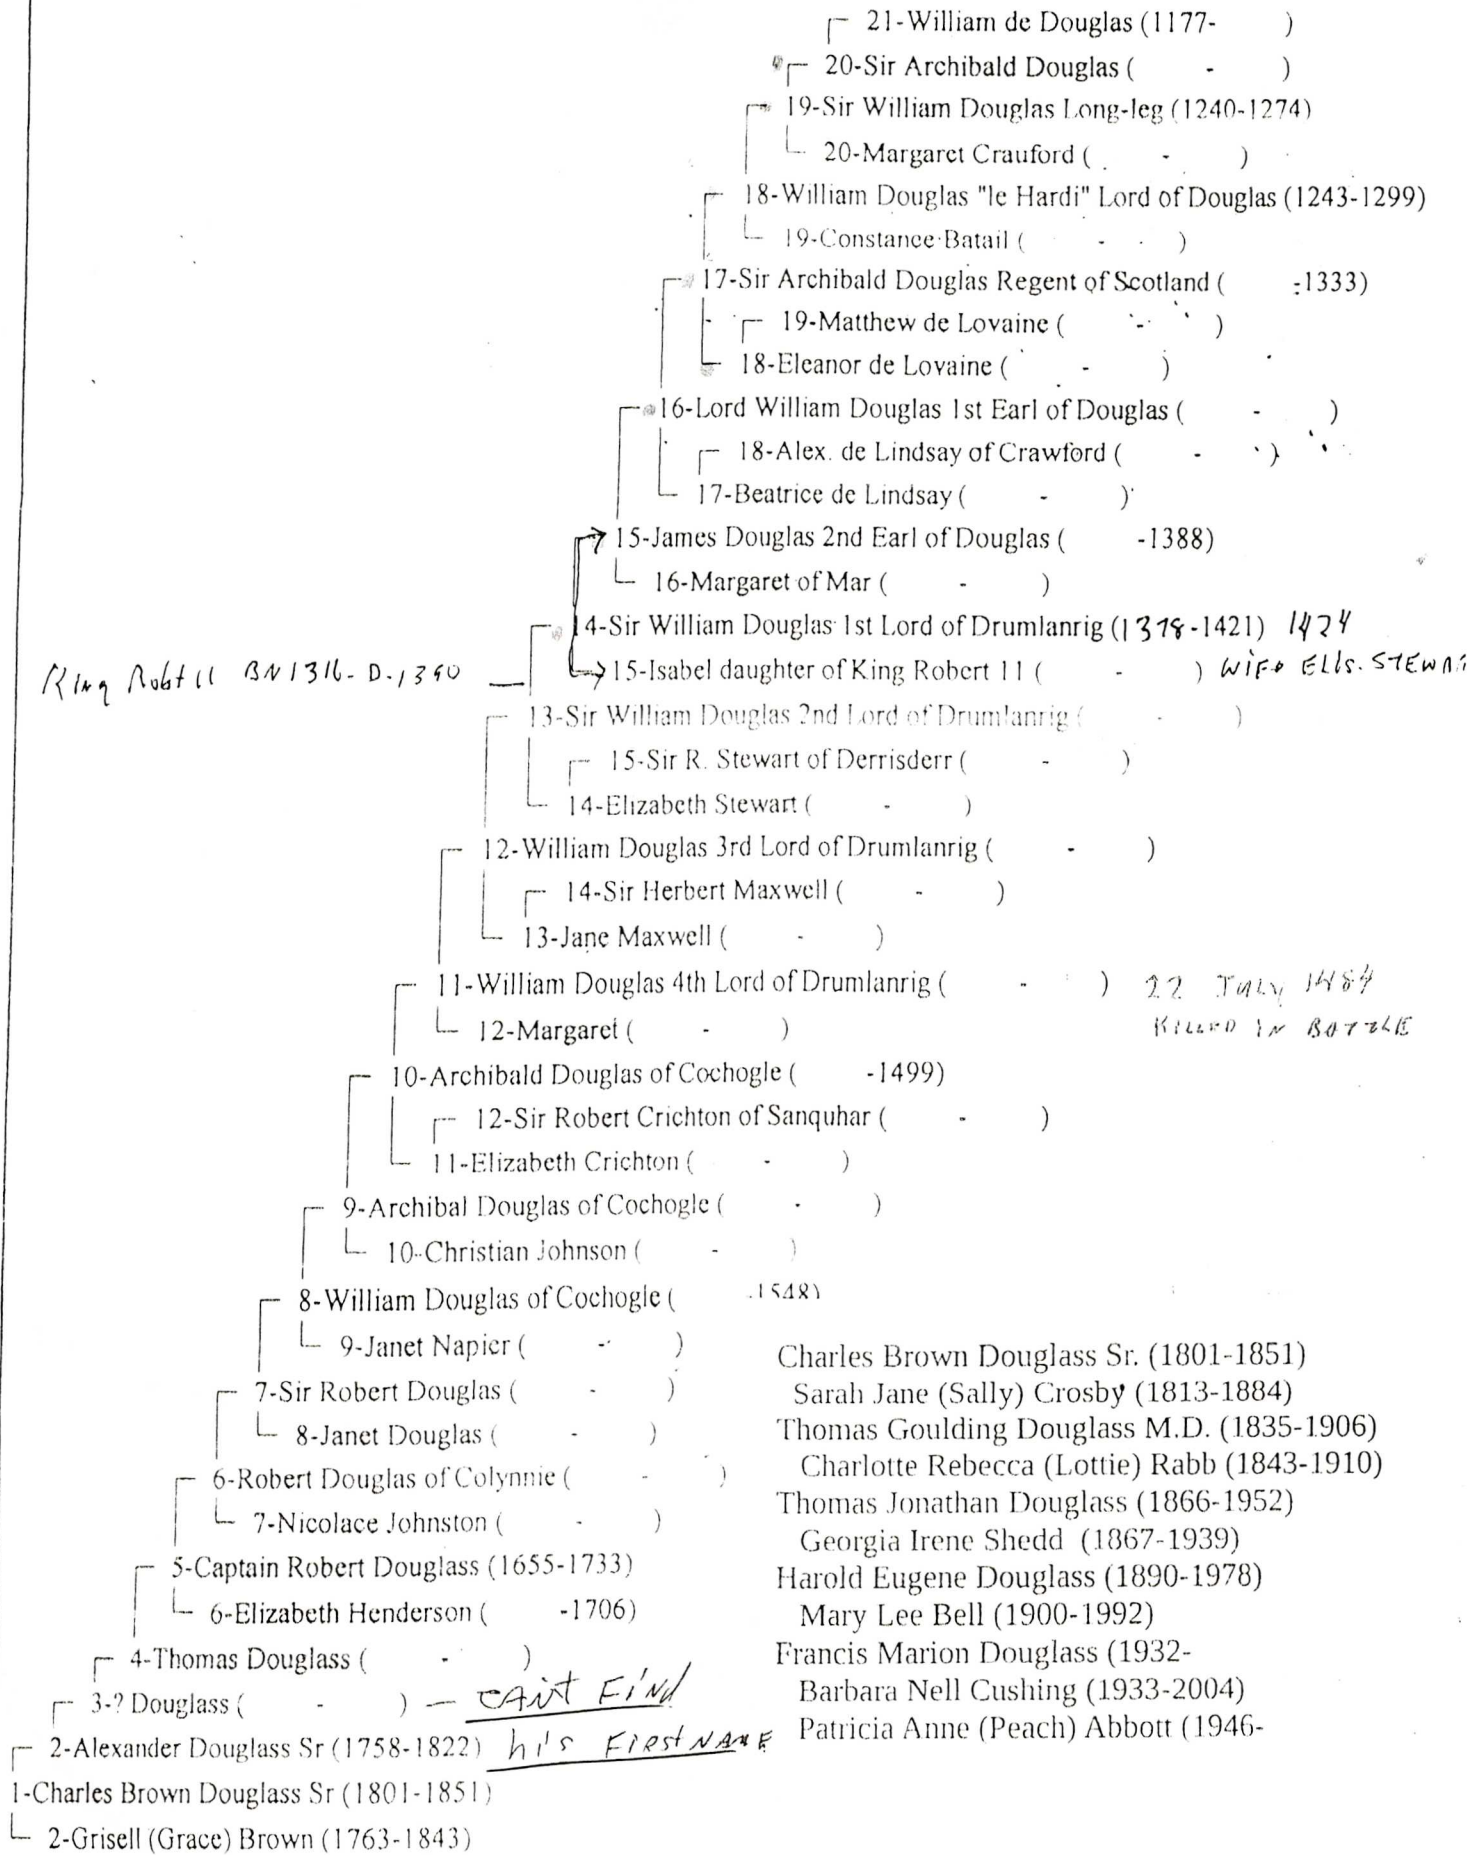 21-William de Douglas (1177- )
20-Sir Archibald Douglas ( - )
19-Sir William Douglas Long-leg (1240-1274)
20-Margaret Crauford ( - )
18-William Douglas "le Hardi" Lord of Douglas (1243-1299)
19-Constance Batail ( - )
17-Sir Archibald Douglas Regent of Scotland ( -1333)
19-Matthew de Lovaine ( - )
18-Eleanor de Lovaine ( - )
16-Lord William Douglas 1st Earl of Douglas ( - )
18-Alex. de Lindsay of Crawford ( - )
17-Beatrice de Lindsay ( - )
15-James Douglas 2nd Earl of Douglas ( -1388)
16-Margaret of Mar ( - )
14-Sir William Douglas 1st Lord of Drumlanrig (1378-1421) 1424
King Robt II BN 1316- D.1390
15-Isabel daughter of King Robert 11 ( - ) WIFE ELIS. STEWAR
13-Sir William Douglas 2nd Lord of Drumlanrig ( - )
15-Sir R. Stewart of Derrisderr ( - )
14-Elizabeth Stewart ( - )
12-William Douglas 3rd Lord of Drumlanrig ( - )
14-Sir Herbert Maxwell ( - )
13-Jane Maxwell ( - )
11-William Douglas 4th Lord of Drumlanrig ( - ) 22 JULY 1484
12-Margaret ( - ) KILLED IN BATTLE
10-Archibald Douglas of Cochogle ( -1499)
12-Sir Robert Crichton of Sanquhar ( - )
11-Elizabeth Crichton ( - )
9-Archibal Douglas of Cochogle ( - )
10-Christian Johnson ( - )
8-William Douglas of Cochogle ( -1548)
9-Janet Napier ( - )
7-Sir Robert Douglas ( - )
8-Janet Douglas ( - )
6-Robert Douglas of Colynnie ( - )
7-Nicolace Johnston ( - )
5-Captain Robert Douglass (1655-1733)
6-Elizabeth Henderson ( -1706)
4-Thomas Douglass ( - )
3-? Douglass ( - ) — CAN'T FIND
2-Alexander Douglass Sr (1758-1822) his FIRST NAME
1-Charles Brown Douglass Sr (1801-1851)
2-Grisell (Grace) Brown (1763-1843)
Charles Brown Douglass Sr. (1801-1851)
Sarah Jane (Sally) Crosby (1813-1884)
Thomas Goulding Douglass M.D. (1835-1906)
Charlotte Rebecca (Lottie) Rabb (1843-1910)
Thomas Jonathan Douglass (1866-1952)
Georgia Irene Shedd (1867-1939)
Harold Eugene Douglass (1890-1978)
Mary Lee Bell (1900-1992)
Francis Marion Douglass (1932-
Barbara Nell Cushing (1933-2004)
Patricia Anne (Peach) Abbott (1946-